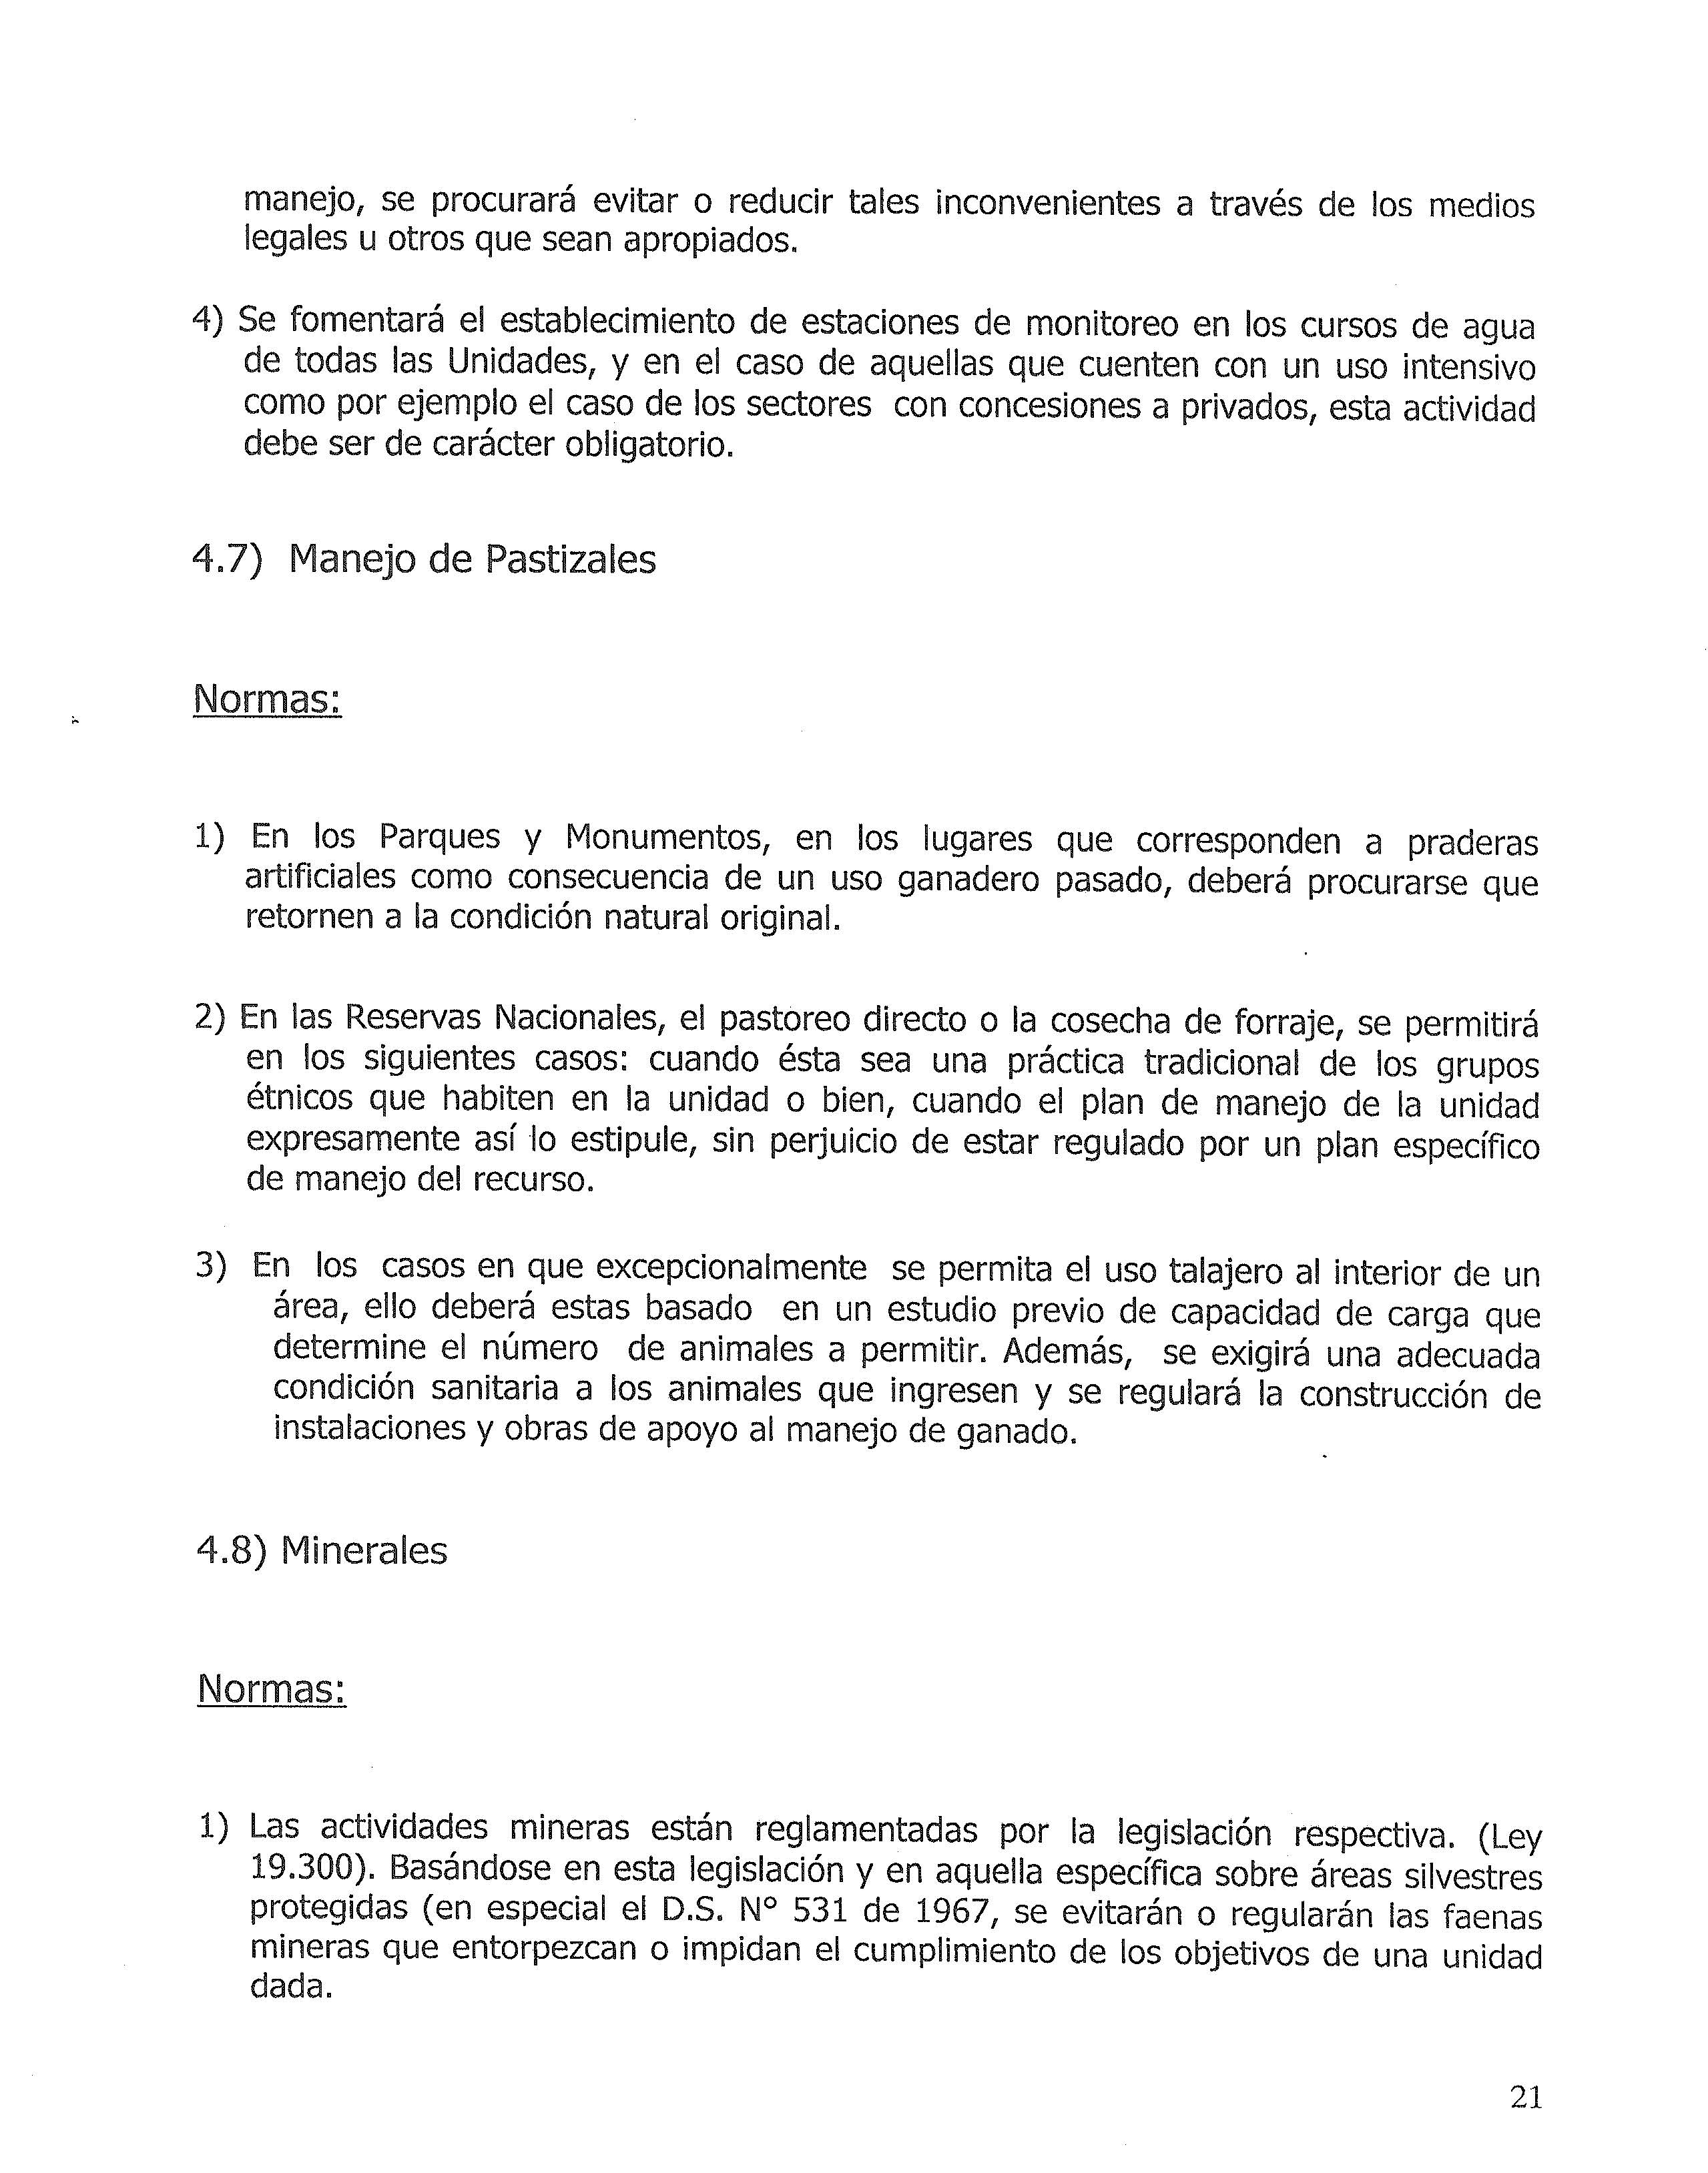 manejo, se procurará evitar o reducir tales inconvenientes a través de los medios
legales u otros que sean apropiados.
4) Se fomentará el establecimiento de estaciones de monitoreo en los cursos de agua
de todas las Unidades, y en el caso de aquellas que cuenten con un uso intensivo
como por ejemplo el caso de los sectores con concesiones a privados, esta actividad
debe ser de carácter obligatorio.
4.7) Manejo de Pastizales
Normas:
1) En los Parques y Monumentos, en los lugares que corresponden a praderas
artificiales como consecuencia de un uso ganadero pasado, deberá procurarse que
retornen a la condición natural original.
2) En las Reservas Nacionales, el pastoreo directo o la cosecha de forraje, se permitirá
en los siguientes casos: cuando ésta sea una práctica tradicional de los grupos
étnicos que habiten en la unidad o bien, cuando el plan de manejo de la unidad
expresamente así lo estipule, sin perjuicio de estar regulado por un plan específico
de manejo del recurso.
3) En los casos en que excepcionalmente se permita el uso talajero al interior de un
área, ello deberá estas basado en un estudio previo de capacidad de carga que
determine el número de animales a permitir. Además, se exigirá una adecuada
condición sanitaria a los animales que ingresen y se regulará la construcción de
instalaciones y obras de apoyo al manejo de ganado.
4.8) Minerales
Normas:
1) Las actividades mineras están reglamentadas por la legislación respectiva. (Ley
19.300). Basándose en esta legislación y en aquella específica sobre áreas silvestres
protegidas (en especial el D.S. Nº 531 de 1967, se evitarán o regularán las faenas
mineras que entorpezcan o impidan el cumplimiento de los objetivos de una unidad
dada.
21